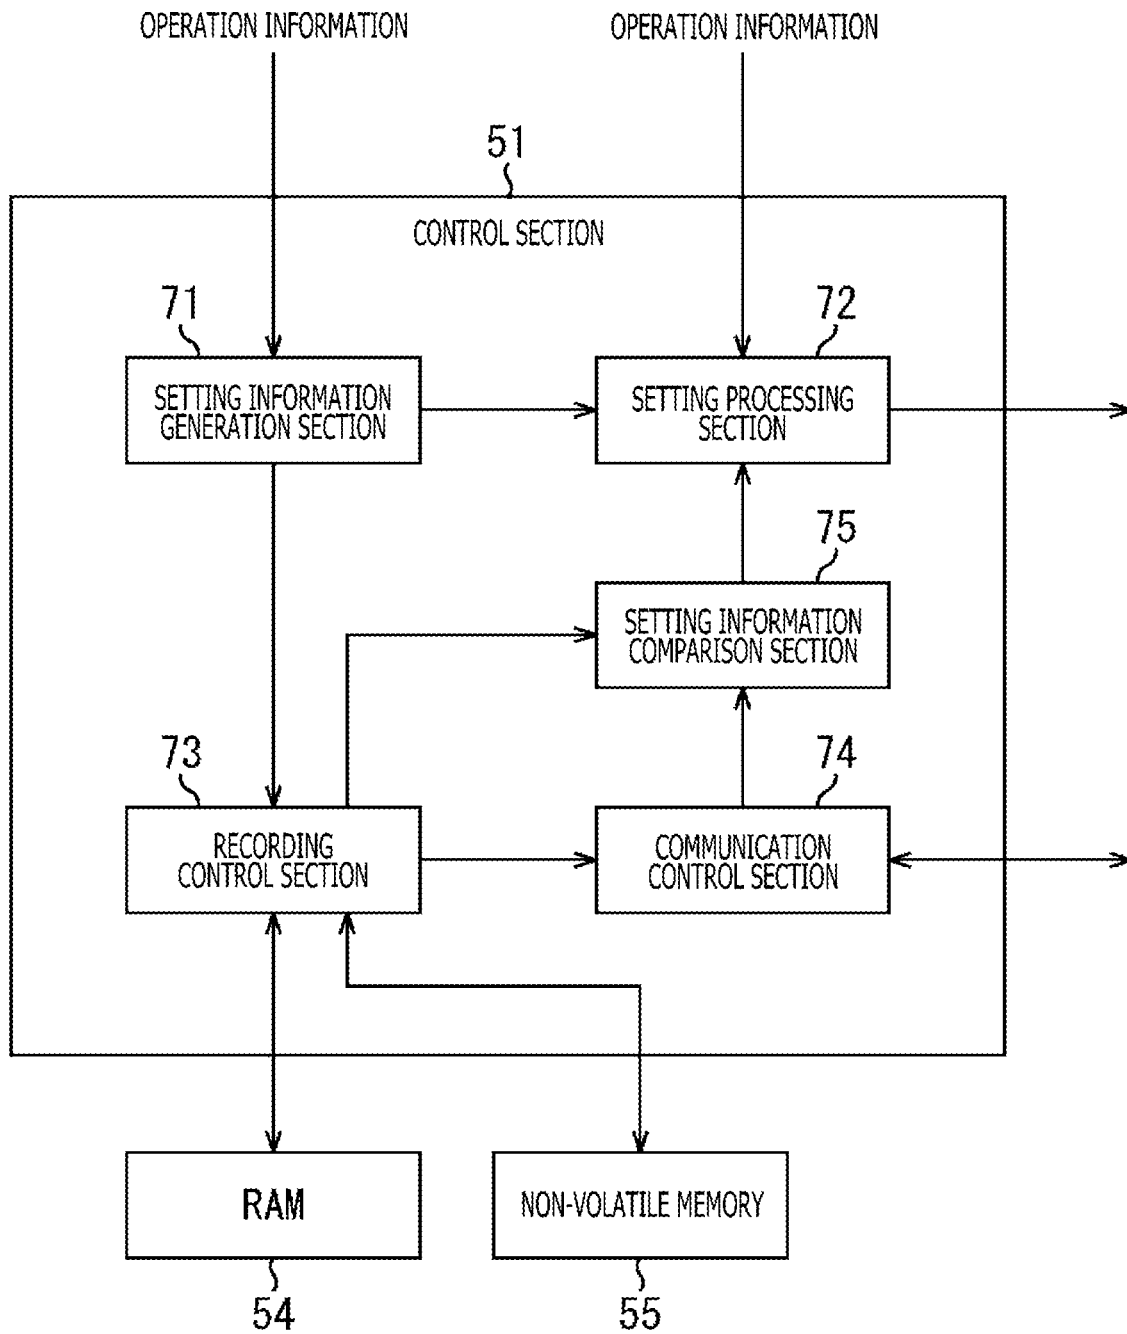 OPERATION INFORMATION
OPERATION INFORMATION
51
CONTROL SECTION
71
72
SETTING INFORMATION
GENERATION SECTION
SETTING PROCESSING
SECTION
75
SETTING INFORMATION
COMPARISON SECTION
73
74
RECORDING
CONTROL SECTION
COMMUNICATION
CONTROL SECTION
RAM
NON-VOLATILE MEMORY
54
55